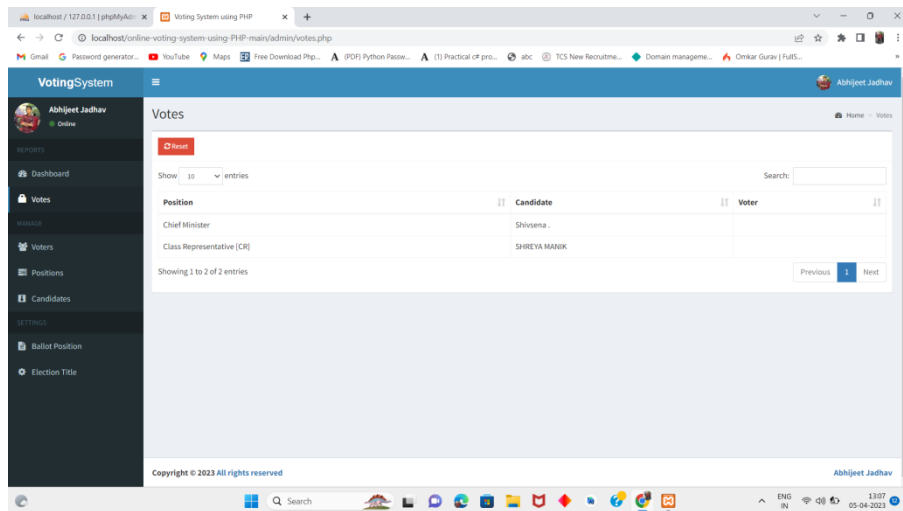 localhost / 127.0.0.1 | phpMyAdm
Voting System using PHP
localhost/online-voting-system-using-PHP-main/admin/votes.php
Gmail
Password generator...
YouTube
Maps
Free Download Php...
(PDF) Python Passw...
(1) Practical c# pro...
abc
TCS New Recruitme...
Domain manageme...
Omkar Gurav | FullS...
VotingSystem
Abhijeet Jadhav
Abhijeet Jadhav
Online
REPORTS
Dashboard
Votes
MANAGE
Voters
Positions
Candidates
SETTINGS
Ballot Position
Election Title
Votes
Home > Votes
Reset
Show 10 entries
Search:
Position Candidate Voter
Chief Minister Shivsena .
Class Representative [CR] SHREYA MANIK
Showing 1 to 2 of 2 entries
Previous 1 Next
Copyright © 2023 All rights reserved
Abhijeet Jadhav
Search
ENG
IN
13:07
05-04-2023